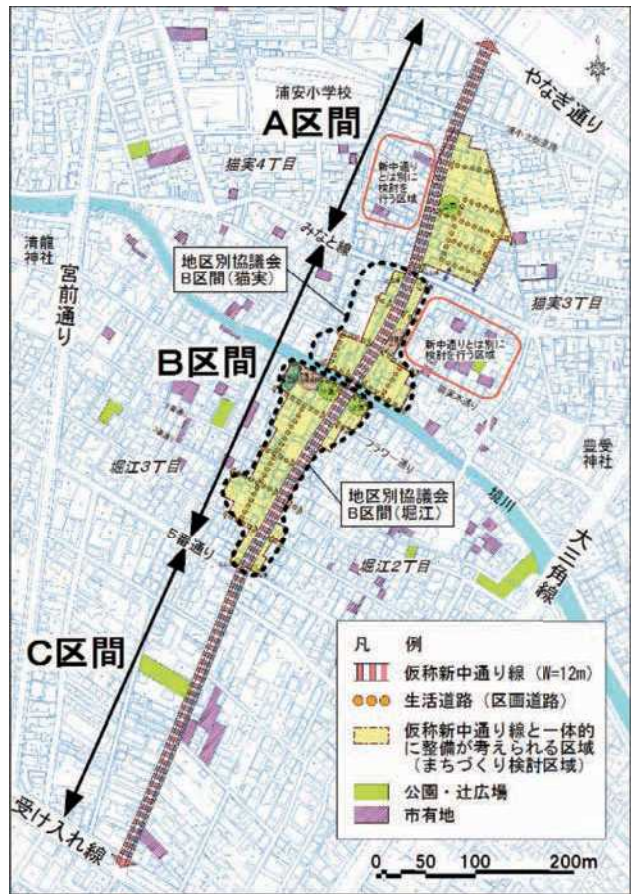 浦安小学校
A区間
やなぎ通り
猫実4丁目
新中通り
とは別に
検討を
行う区域
みなと線
清龍
神社
宮前通り
地区別協議会
B区間(猫実)
猫実3丁目
B区間
新中通りとは別に
検討を行う区域
フラワー通り
豊受
神社
堀江3丁目
地区別協議会
B区間(堀江)
境川
5番通り
堀江2丁目
大三角線
C区間
受け入れ線
凡 例
仮称新中通り線 (W=12m)
生活道路 (区画道路)
仮称新中通り線と一体的
に整備が考えられる区域
(まちづくり検討区域)
公園・辻広場
市有地
0 50 100 200m